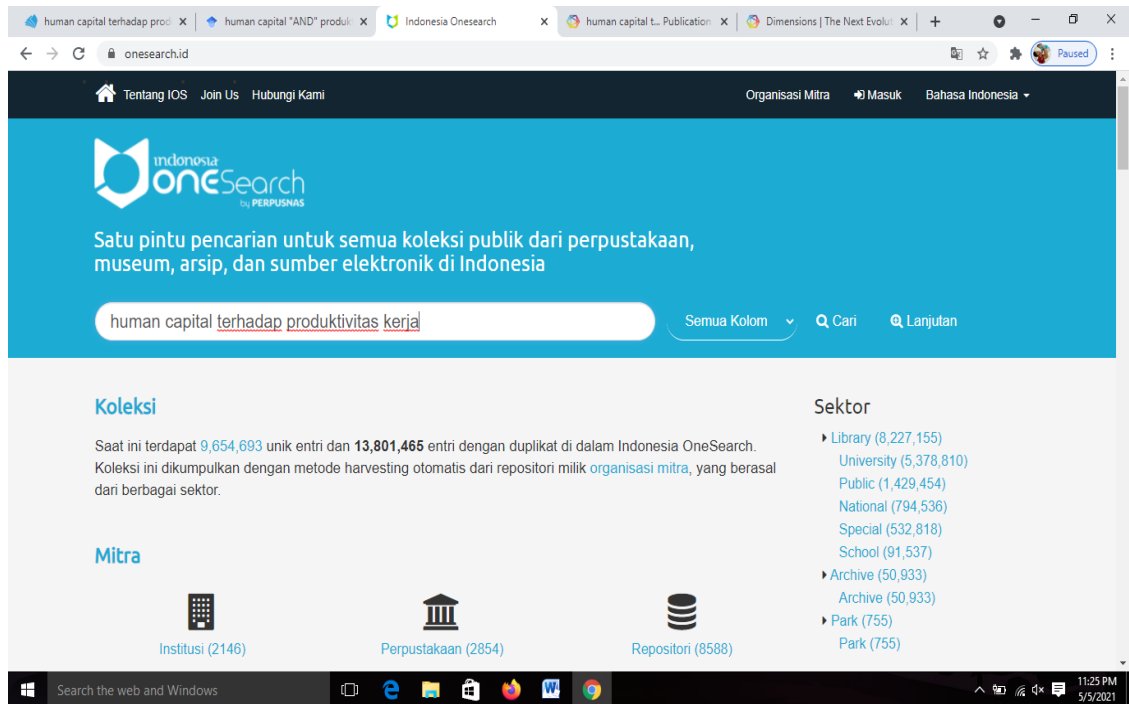 human capital terhadap prod
human capital "AND" produk
Indonesia Onesearch
human capital t... Publication
Dimensions | The Next Evolut
onesearch.id
Paused
Tentang IOS Join Us Hubungi Kami
Organisasi Mitra Masuk Bahasa Indonesia
indonesia
oneSearch
by PERPUSNAS
Satu pintu pencarian untuk semua koleksi publik dari perpustakaan,
museum, arsip, dan sumber elektronik di Indonesia
human capital terhadap produktivitas kerja
Semua Kolom Cari Lanjutan
Koleksi
Saat ini terdapat 9,654,693 unik entri dan 13,801,465 entri dengan duplikat di dalam Indonesia OneSearch.
Koleksi ini dikumpulkan dengan metode harvesting otomatis dari repositori milik organisasi mitra, yang berasal
dari berbagai sektor.
Mitra
Institusi (2146)
Perpustakaan (2854)
Repositori (8588)
Sektor
Library (8,227,155)
University (5,378,810)
Public (1,429,454)
National (794,536)
Special (532,818)
School (91,537)
Archive (50,933)
Archive (50,933)
Park (755)
Park (755)
Search the web and Windows
11:25 PM
5/5/2021